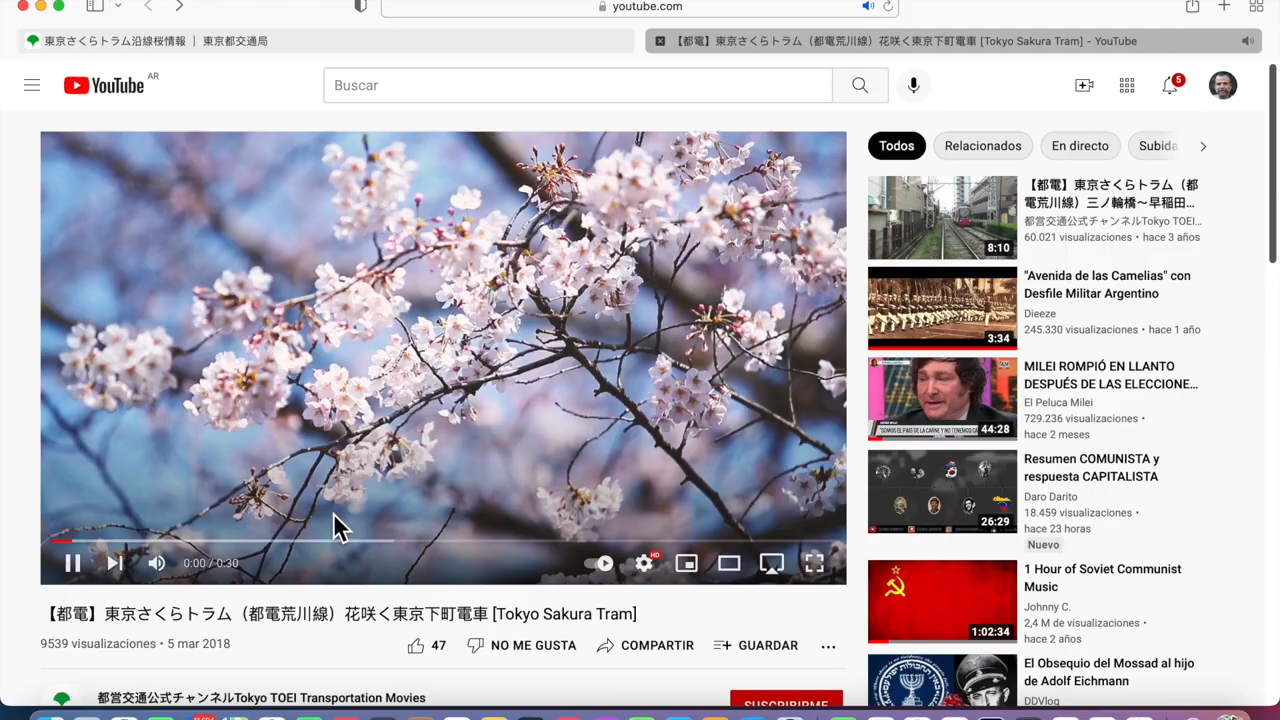 youtube.com
東京さくらトラム沿線桜情報 ｜ 東京都交通局
【都電】東京さくらトラム（都電荒川線）花咲く東京下町電車 [Tokyo Sakura Tram] - YouTube
YouTube AR
Buscar
5
Todos
Relacionados
En directo
Subida
【都電】東京さくらトラム（都
電荒川線）三ノ輪橋〜早稲田...
都営交通公式チャンネルTokyo TOEI...
60.021 visualizaciones • hace 3 años
8:10
"Avenida de las Camelias" con
Desfile Militar Argentino
Dieeze
245.330 visualizaciones • hace 1 año
3:34
MILEI ROMPIÓ EN LLANTO
DESPUÉS DE LAS ELECCIONE...
El Peluca Milei
729.236 visualizaciones •
hace 2 meses
44:28
Resumen COMUNISTA y
respuesta CAPITALISTA
Daro Darito
18.459 visualizaciones •
hace 23 horas
Nuevo
26:29
1 Hour of Soviet Communist
Music
Johnny C.
2,4 M de visualizaciones •
hace 2 años
1:02:34
El Obsequio del Mossad al hijo
de Adolf Eichmann
DDVlog
0:00 / 0:30
HD
【都電】東京さくらトラム（都電荒川線）花咲く東京下町電車 [Tokyo Sakura Tram]
9539 visualizaciones • 5 mar 2018
47
NO ME GUSTA
COMPARTIR
GUARDAR
都営交通公式チャンネルTokyo TOEI Transportation Movies
SUSCRIBIRME